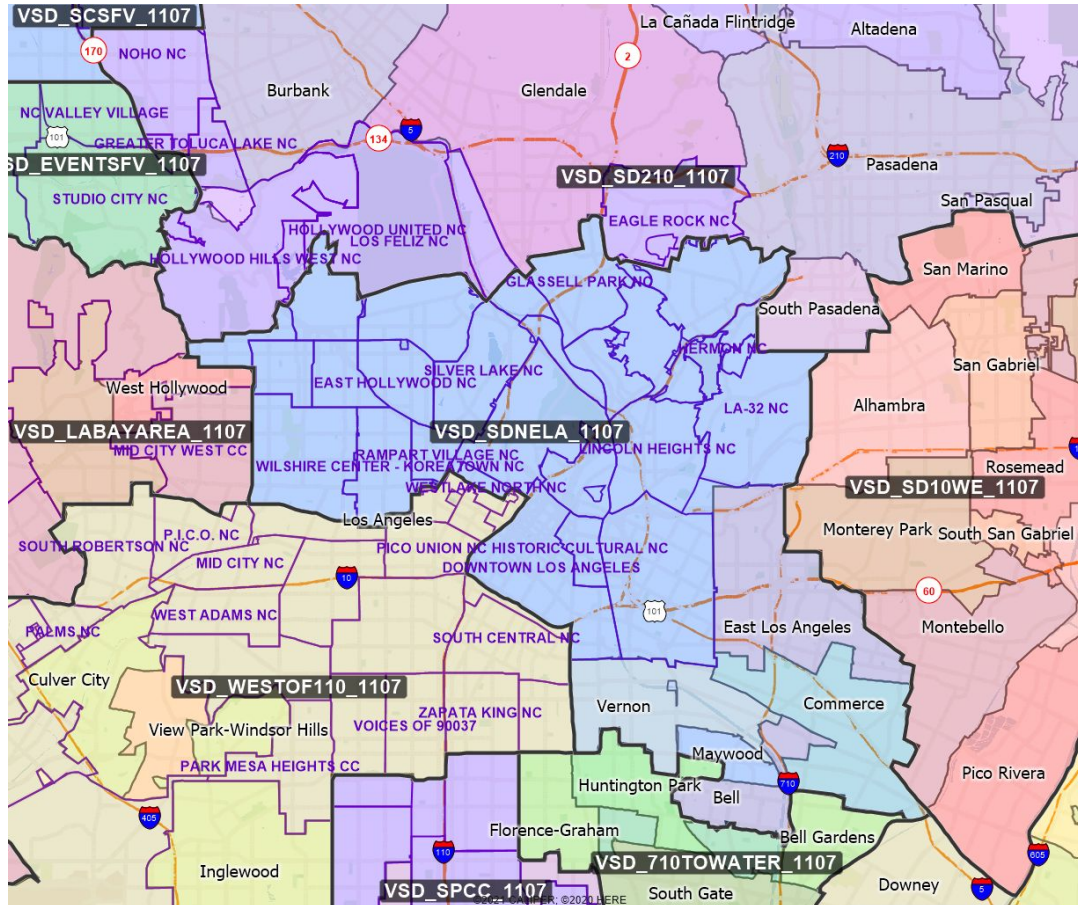 VSD_SCSFV_1107
La Cañada Flintridge
Altadena
170
NOHO NC
2
Burbank
Glendale
NC VALLEY VILLAGE
5
101
134
GREATER TOLUCA LAKE NC
210
SD_EVENTSFV_1107
VSD_SD210_1107
Pasadena
STUDIO CITY NC
San Pasqual
EAGLE ROCK NC
HOLLYWOOD UNITED NC
LOS FELIZ NC
HOLLYWOOD HILLS WEST NC
San Marino
GLASSELL PARK NC
South Pasadena
HERMON NC
San Gabriel
SILVER LAKE NC
EAST HOLLYWOOD NC
West Hollywood
LA-32 NC
Alhambra
VSD_LABAYAREA_1107
VSD_SDNELA_1107
MID CITY WEST CC
LINCOLN HEIGHTS NC
RAMPART VILLAGE NC
WILSHIRE CENTER - KOREATOWN NC
Rosemead
WESTLAKE NORTH NC
VSD_SD10WE_1107
Los Angeles
Monterey Park
South San Gabriel
P.I.C.O. NC
SOUTH ROBERTSON NC
PICO UNION NC
HISTORIC CULTURAL NC
MID CITY NC
DOWNTOWN LOS ANGELES
10
60
101
WEST ADAMS NC
PALMS NC
SOUTH CENTRAL NC
East Los Angeles
Montebello
Culver City
VSD_WESTOF110_1107
Vernon
Commerce
ZAPATA KING NC
VOICES OF 90037
View Park-Windsor Hills
Maywood
PARK MESA HEIGHTS CC
Pico Rivera
Huntington Park
710
Bell
405
Florence-Graham
Bell Gardens
110
605
VSD_710TOWATER_1107
Inglewood
Downey
5
VSD_SPCC_1107
South Gate
©2021 CALIPER; ©2020 HERE